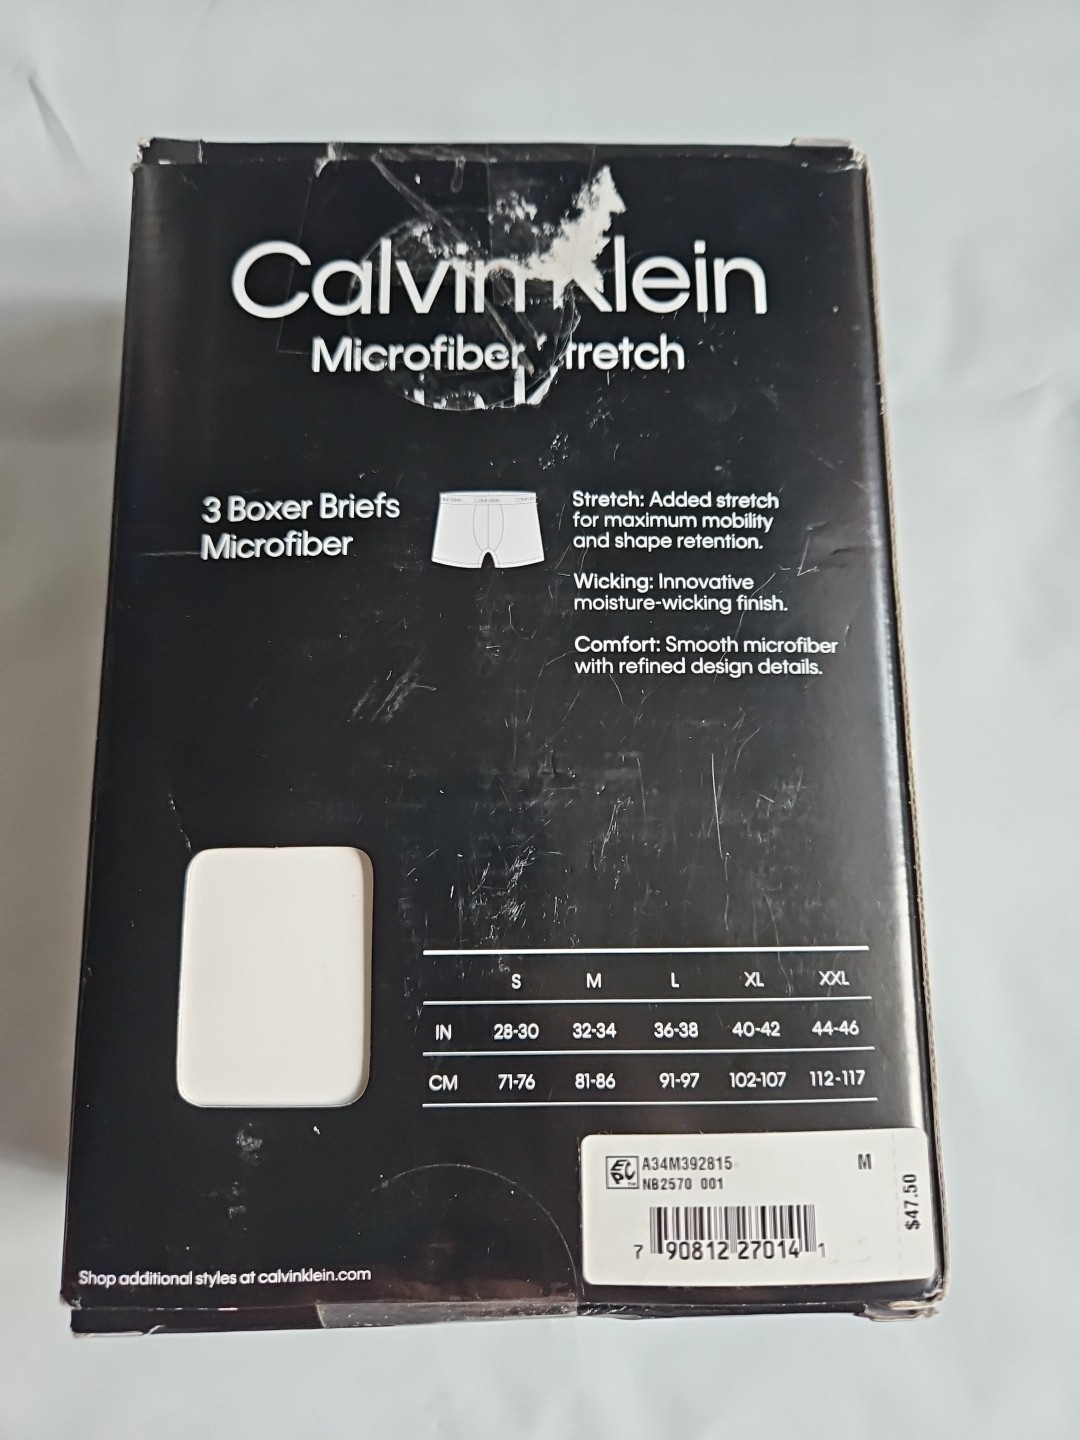 Calvin Klein
Microfiber Stretch
3 Boxer Briefs
Microfiber
Stretch: Added stretch
for maximum mobility
and shape retention.
Wicking: Innovative
moisture-wicking finish.
Comfort: Smooth microfiber
with refined design details.
S M L XL XXL
IN 28-30 32-34 36-38 40-42 44-46
CM 71-76 81-86 91-97 102-107 112-117
EPC A34M392815 M
NB2570 001
$47.50
7 90812 27014 1
Shop additional styles at calvinklein.com